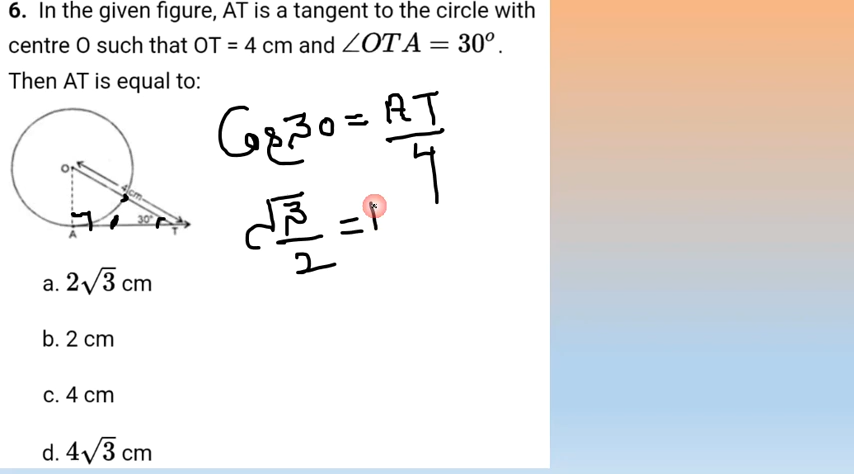 6. In the given figure, AT is a tangent to the circle with
centre O such that OT = 4 cm and ∠OTA = 30°.
Then AT is equal to:
Cos30 = AT/4
√3/2 =
O
4cm
30°
A
T
a. 2√3 cm
b. 2 cm
c. 4 cm
d. 4√3 cm